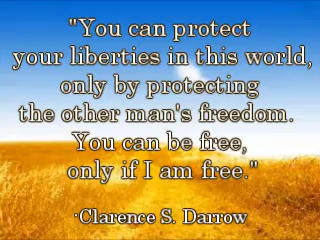 "You can protect
your liberties in this world,
only by protecting
the other man's freedom.
You can be free,
only if I am free."
·Clarence S. Darrow